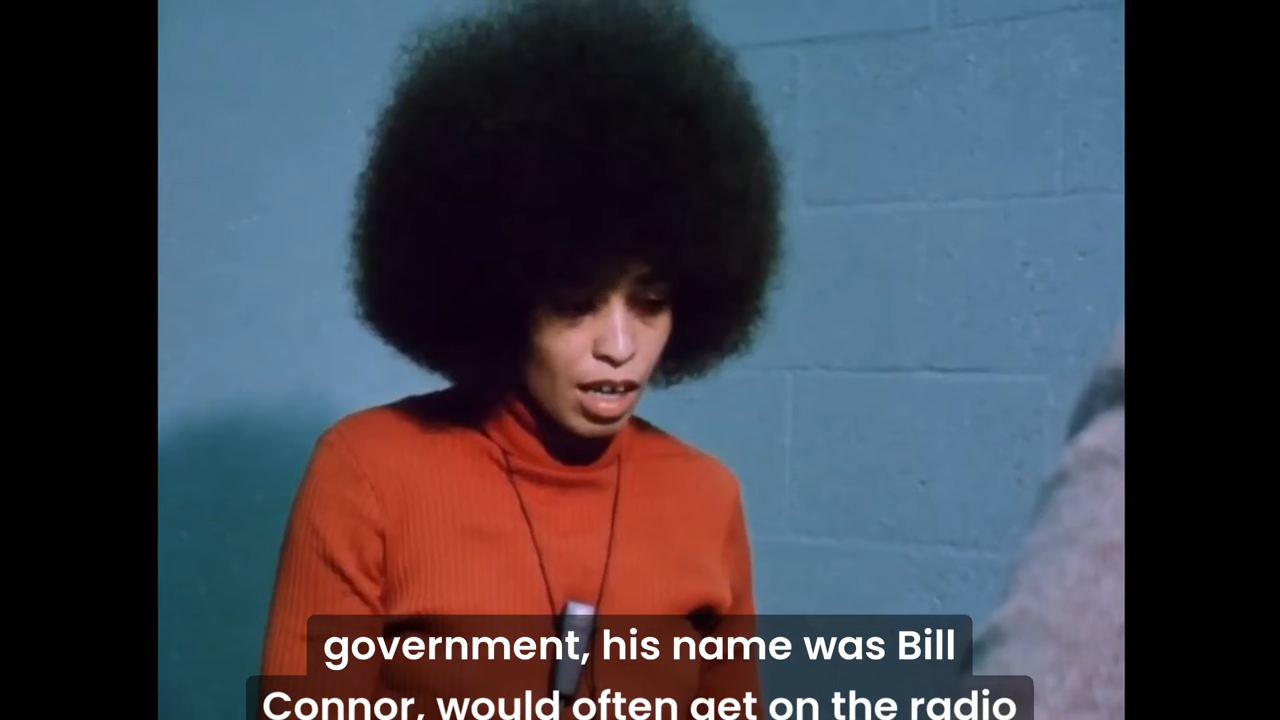 government, his name was Bill
Connor, would often get on the radio